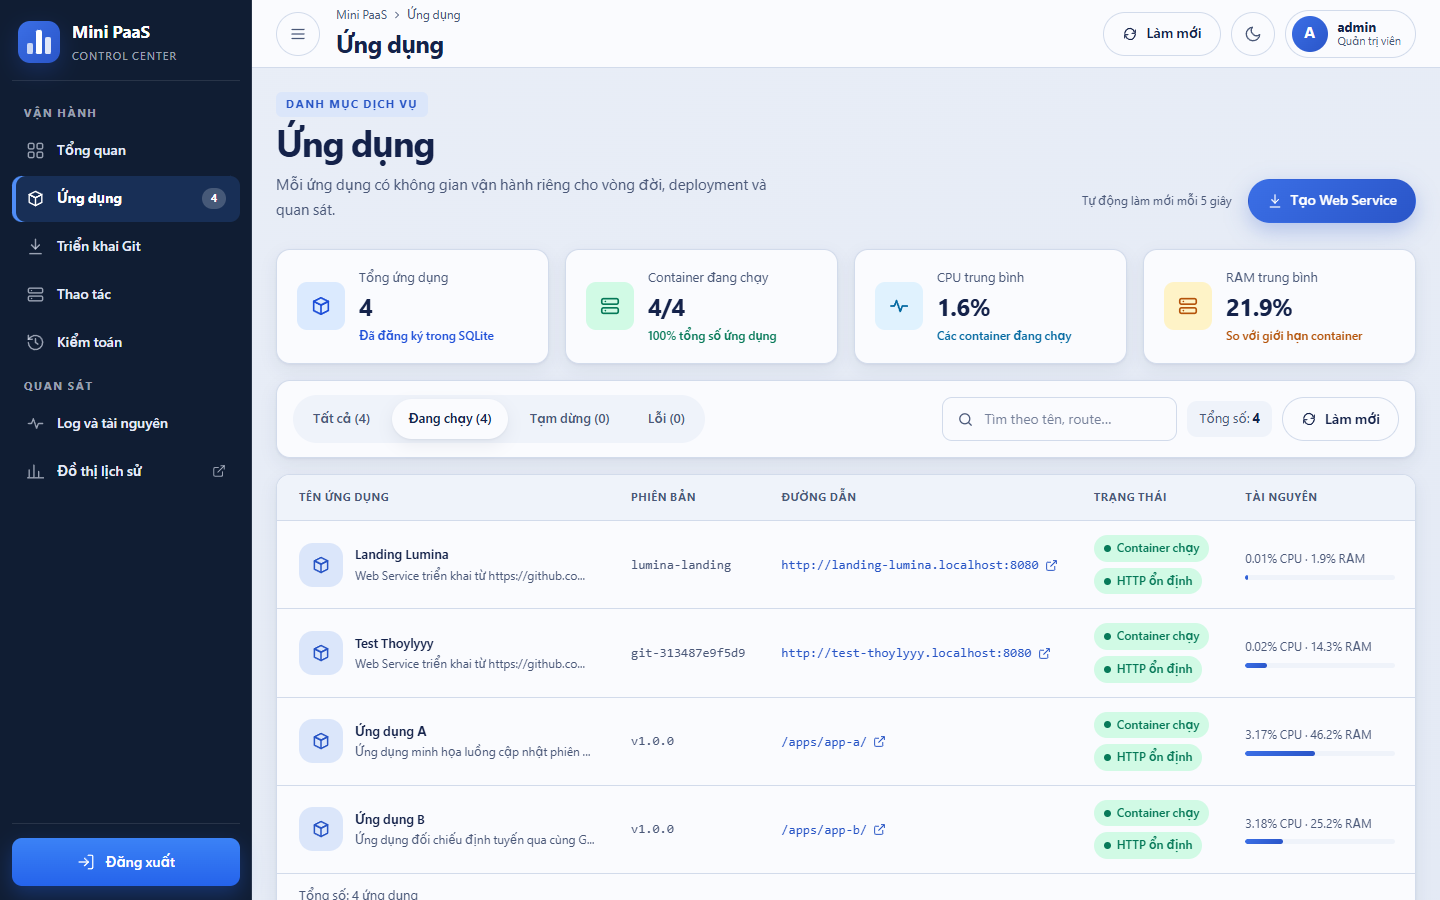 Mini PaaS
CONTROL CENTER
VẬN HÀNH
Tổng quan
Ứng dụng
4
Triển khai Git
Thao tác
Kiểm toán
QUAN SÁT
Log và tài nguyên
Đồ thị lịch sử
Đăng xuất
Mini PaaS > Ứng dụng
Ứng dụng
Làm mới
A
admin
Quản trị viên
DANH MỤC DỊCH VỤ
Ứng dụng
Mỗi ứng dụng có không gian vận hành riêng cho vòng đời, deployment và
quan sát.
Tự động làm mới mỗi 5 giây
Tạo Web Service
Tổng ứng dụng
4
Đã đăng ký trong SQLite
Container đang chạy
4/4
100% tổng số ứng dụng
CPU trung bình
1.6%
Các container đang chạy
RAM trung bình
21.9%
So với giới hạn container
Tất cả (4)
Đang chạy (4)
Tạm dừng (0)
Lỗi (0)
Tìm theo tên, route...
Tổng số: 4
Làm mới
TÊN ỨNG DỤNG
PHIÊN BẢN
ĐƯỜNG DẪN
TRẠNG THÁI
TÀI NGUYÊN
Landing Lumina
Web Service triển khai từ https://github.co...
lumina-landing
http://landing-lumina.localhost:8080
Container chạy
HTTP ổn định
0.01% CPU · 1.9% RAM
Test Thoylyyy
Web Service triển khai từ https://github.co...
git-313487e9f5d9
http://test-thoylyyy.localhost:8080
Container chạy
HTTP ổn định
0.02% CPU · 14.3% RAM
Ứng dụng A
Ứng dụng minh họa luồng cập nhật phiên ...
v1.0.0
/apps/app-a/
Container chạy
HTTP ổn định
3.17% CPU · 46.2% RAM
Ứng dụng B
Ứng dụng đối chiếu định tuyến qua cùng G...
v1.0.0
/apps/app-b/
Container chạy
HTTP ổn định
3.18% CPU · 25.2% RAM
Tổng số: 4 ứng dụng